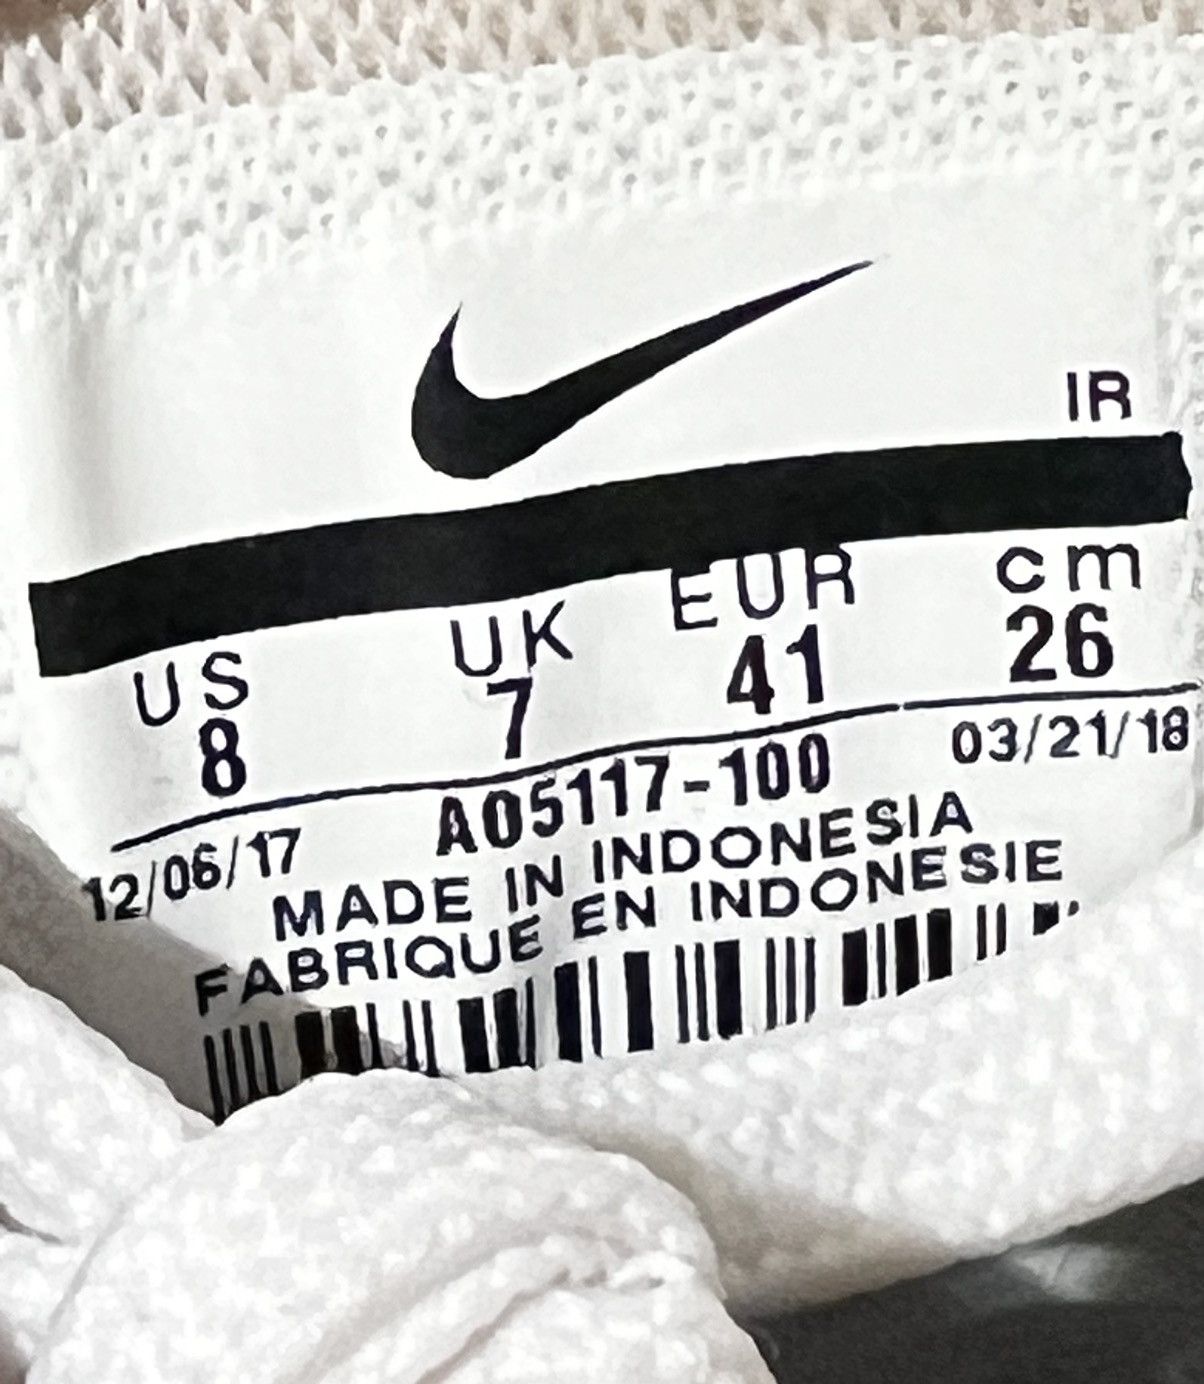 IR
US UK EUR cm
8 7 41 26
12/06/17 AO5117-100 03/21/18
MADE IN INDONESIA
FABRIQUE EN INDONESIE